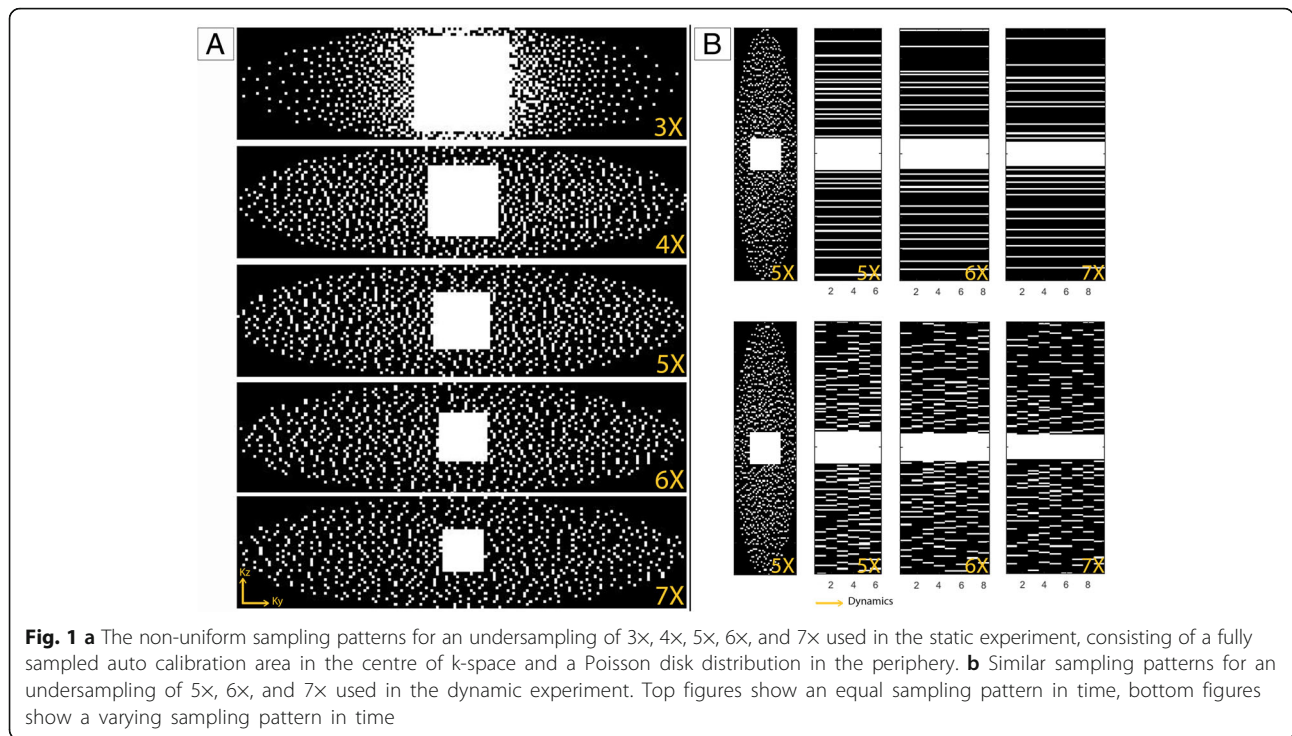 A
B
3X
4X
5X
6X
7X
Kz
Ky
5X
5X
6X
7X
2 4 6
2 4 6 8
2 4 6 8
5X
5X
6X
7X
2 4 6
2 4 6 8
2 4 6 8
Dynamics
Fig. 1 a The non-uniform sampling patterns for an undersampling of 3×, 4×, 5×, 6×, and 7× used in the static experiment, consisting of a fully
sampled auto calibration area in the centre of k-space and a Poisson disk distribution in the periphery. b Similar sampling patterns for an
undersampling of 5×, 6×, and 7× used in the dynamic experiment. Top figures show an equal sampling pattern in time, bottom figures
show a varying sampling pattern in time